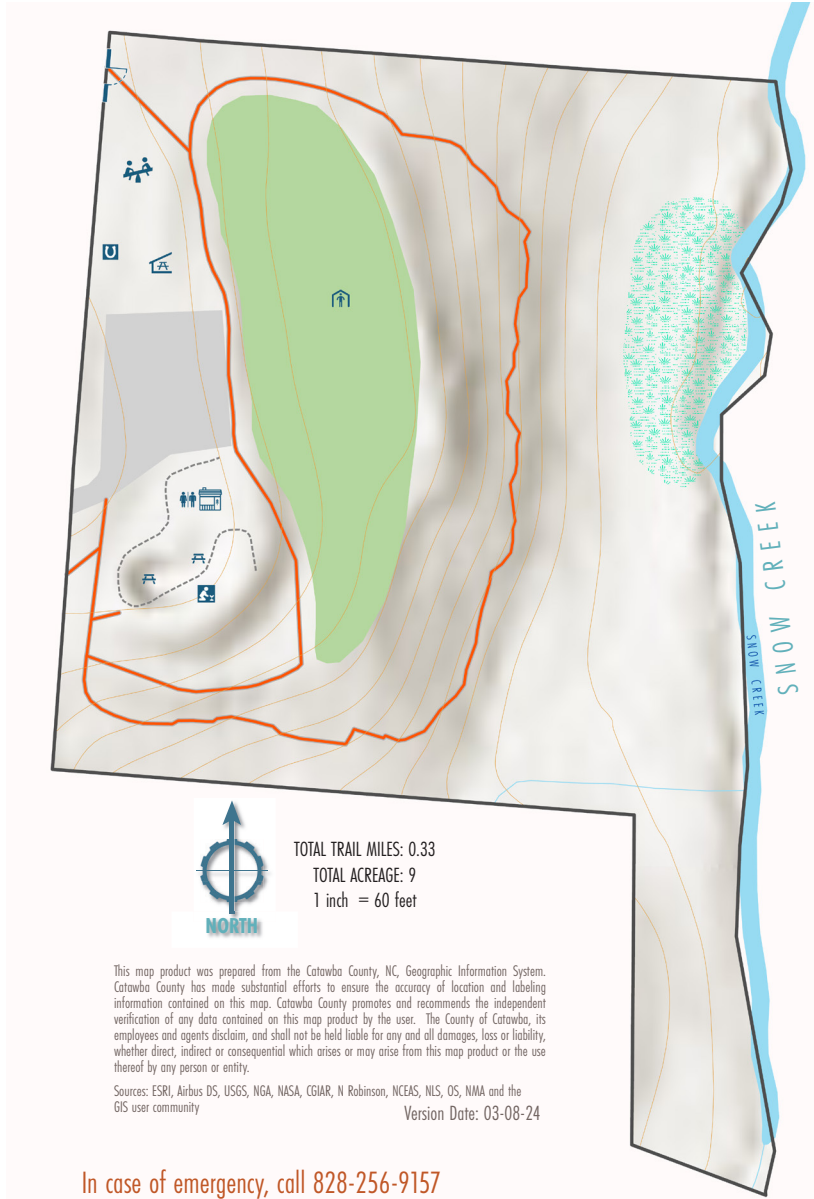 SNOW CREEK
SNOW CREEK
TOTAL TRAIL MILES: 0.33
TOTAL ACREAGE: 9
1 inch = 60 feet
NORTH
This map product was prepared from the Catawba County, NC, Geographic Information System.
Catawba County has made substantial efforts to ensure the accuracy of location and labeling
information contained on this map. Catawba County promotes and recommends the independent
verification of any data contained on this map product by the user. The County of Catawba, its
employees and agents disclaim, and shall not be held liable for any and all damages, loss or liability,
whether direct, indirect or consequential which arises or may arise from this map product or the use
thereof by any person or entity.
Sources: ESRI, Airbus DS, USGS, NGA, NASA, CGIAR, N Robinson, NCEAS, NLS, OS, NMA and the
GIS user community
Version Date: 03-08-24
In case of emergency, call 828-256-9157